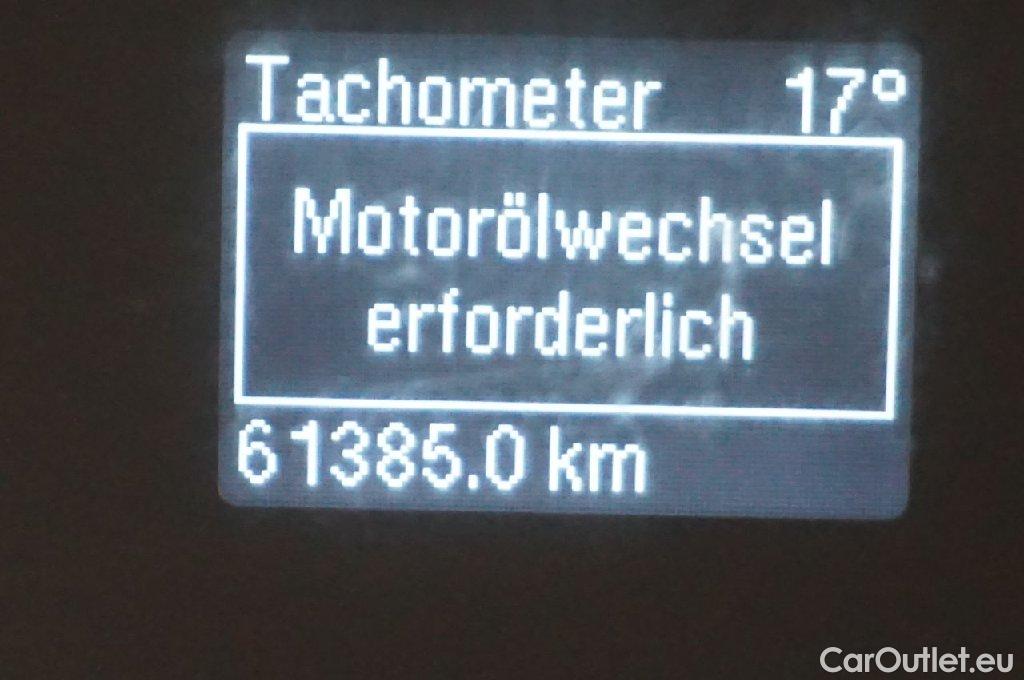 Tachometer 17°
Motorölwechsel
erforderlich
61385.0 km
CarOutlet.eu